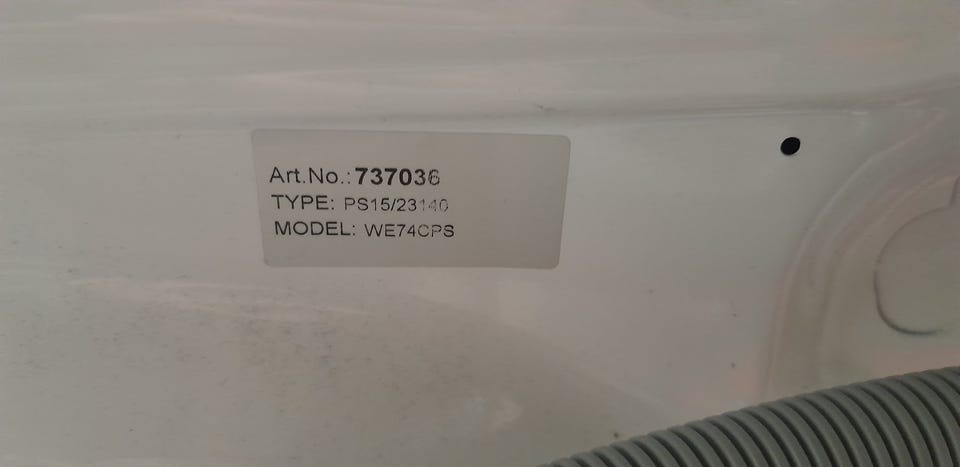 Art.No.:737036
TYPE: PS15/23140
MODEL: WE74CPS